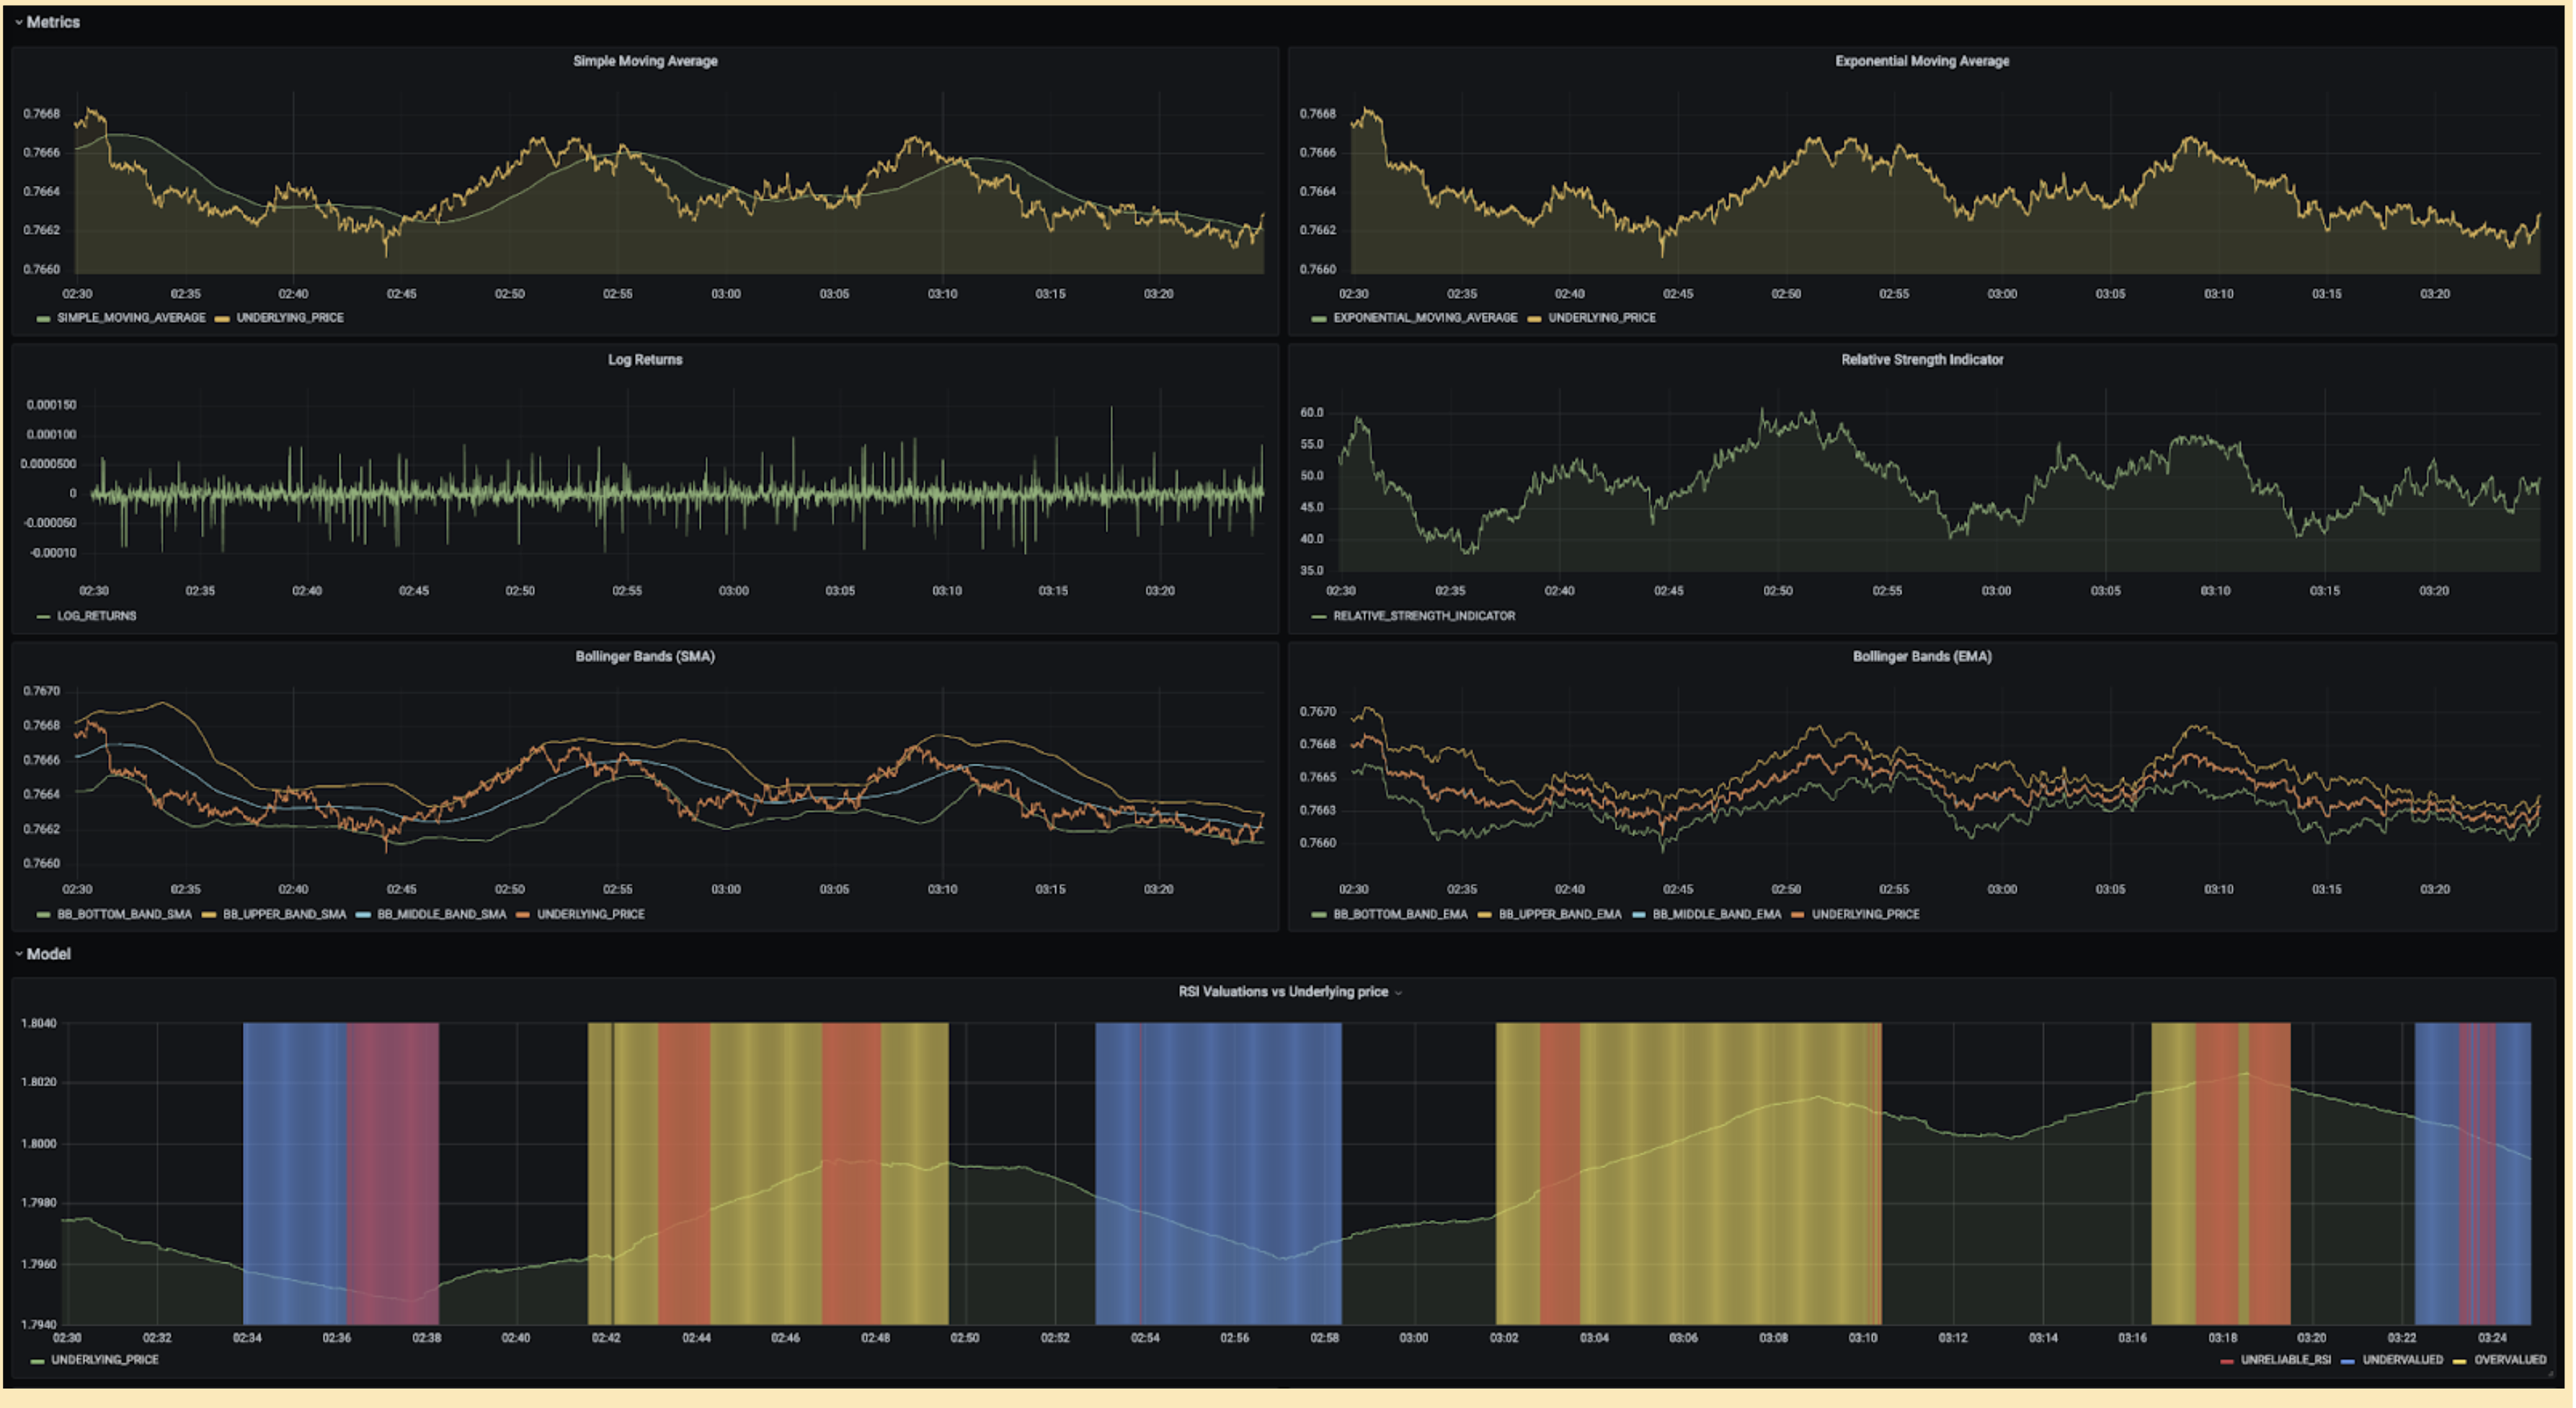 Metrics
Simple Moving Average
0.7668
0.7666
0.7664
0.7662
0.7660
02:30 02:35 02:40 02:45 02:50 02:55 03:00 03:05 03:10 03:15 03:20
SIMPLE_MOVING_AVERAGE UNDERLYING_PRICE
Exponential Moving Average
0.7668
0.7666
0.7664
0.7662
0.7660
02:30 02:35 02:40 02:45 02:50 02:55 03:00 03:05 03:10 03:15 03:20
EXPONENTIAL_MOVING_AVERAGE UNDERLYING_PRICE
Log Returns
0.000150
0.000100
0.0000500
0
-0.000050
-0.00010
02:30 02:35 02:40 02:45 02:50 02:55 03:00 03:05 03:10 03:15 03:20
LOG_RETURNS
Relative Strength Indicator
60.0
55.0
50.0
45.0
40.0
35.0
02:30 02:35 02:40 02:45 02:50 02:55 03:00 03:05 03:10 03:15 03:20
RELATIVE_STRENGTH_INDICATOR
Bollinger Bands (SMA)
0.7670
0.7668
0.7666
0.7664
0.7662
0.7660
02:30 02:35 02:40 02:45 02:50 02:55 03:00 03:05 03:10 03:15 03:20
BB_BOTTOM_BAND_SMA BB_UPPER_BAND_SMA BB_MIDDLE_BAND_SMA UNDERLYING_PRICE
Bollinger Bands (EMA)
0.7670
0.7668
0.7665
0.7663
0.7660
02:30 02:35 02:40 02:45 02:50 02:55 03:00 03:05 03:10 03:15 03:20
BB_BOTTOM_BAND_EMA BB_UPPER_BAND_EMA BB_MIDDLE_BAND_EMA UNDERLYING_PRICE
Model
RSI Valuations vs Underlying price
1.8040
1.8020
1.8000
1.7980
1.7960
1.7940
02:30 02:32 02:34 02:36 02:38 02:40 02:42 02:44 02:46 02:48 02:50 02:52 02:54 02:56 02:58 03:00 03:02 03:04 03:06 03:08 03:10 03:12 03:14 03:16 03:18 03:20 03:22 03:24
UNDERLYING_PRICE UNRELIABLE_RSI UNDERVALUED OVERVALUED